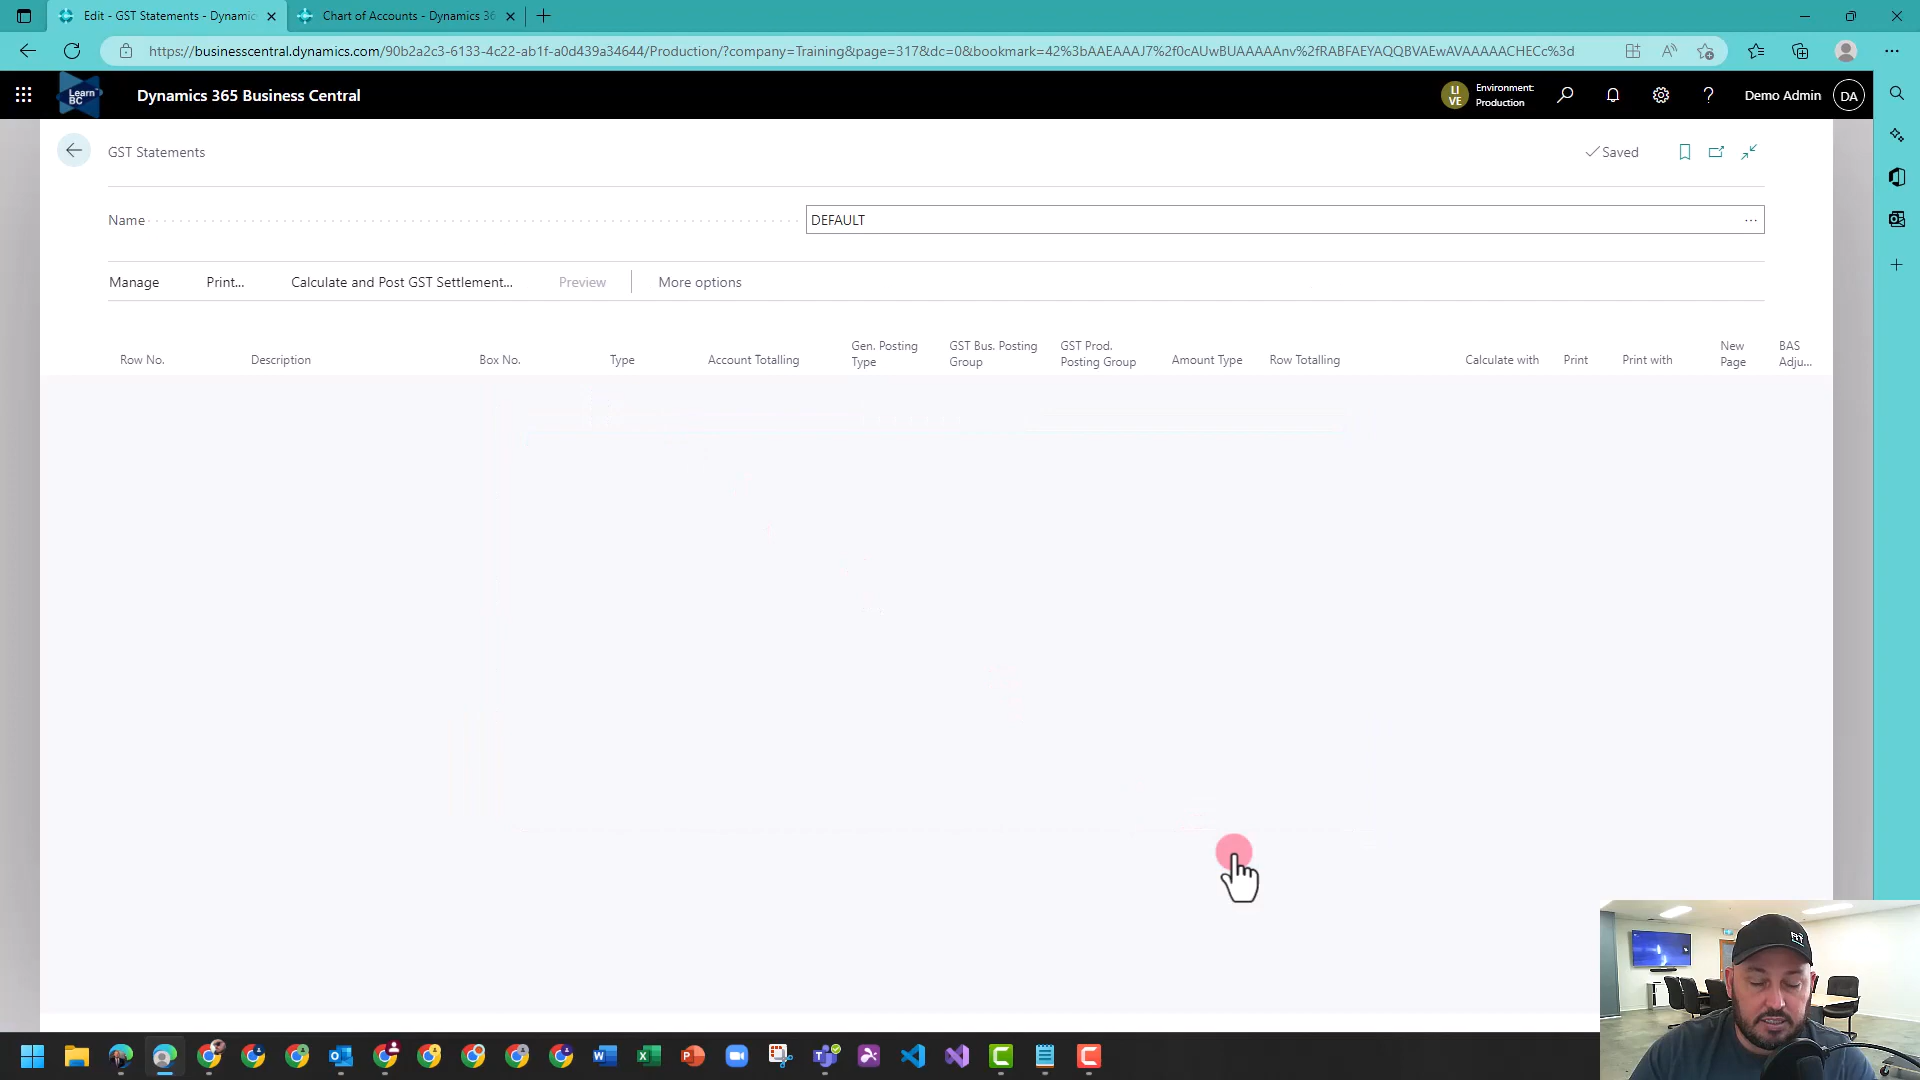 Edit - GST Statements - Dynamic
Chart of Accounts - Dynamics 36
https://businesscentral.dynamics.com/90b2a2c3-6133-4c22-ab1f-a0d439a34644/Production/?company=Training&page=317&dc=0&bookmark=42%3bAAEAAAJ7%2f0cAUwBUAAAAAnv%2fRABFAEYAQQBVAEwAVAAAAACHECc%3d
Learn BC
Dynamics 365 Business Central
LI VE
Environment: Production
Demo Admin
DA
GST Statements
Saved
Name
DEFAULT
Manage
Print...
Calculate and Post GST Settlement...
Preview
More options
Row No.
Description
Box No.
Type
Account Totalling
Gen. Posting Type
GST Bus. Posting Group
GST Prod. Posting Group
Amount Type
Row Totalling
Calculate with
Print
Print with
New Page
BAS Adju...